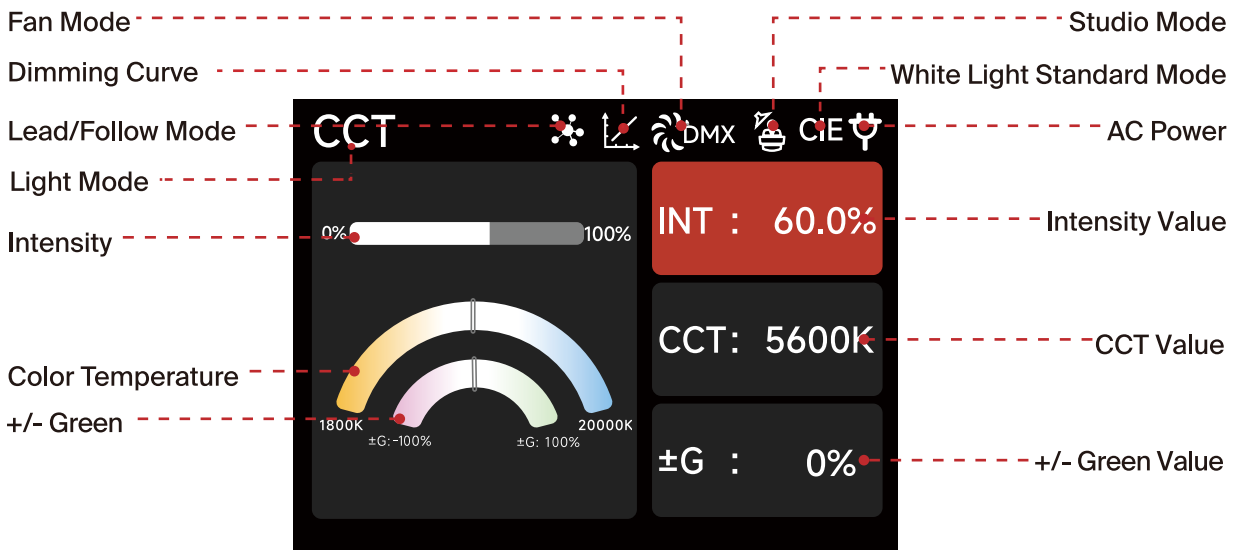 Fan Mode
Studio Mode
Dimming Curve
White Light Standard Mode
Lead/Follow Mode
CCT
DMX
CIE
AC Power
Light Mode
INT : 60.0%
Intensity Value
Intensity
0%
100%
CCT: 5600K
CCT Value
Color Temperature
+/- Green
1800K
20000K
±G:-100%
±G: 100%
±G : 0%
+/- Green Value